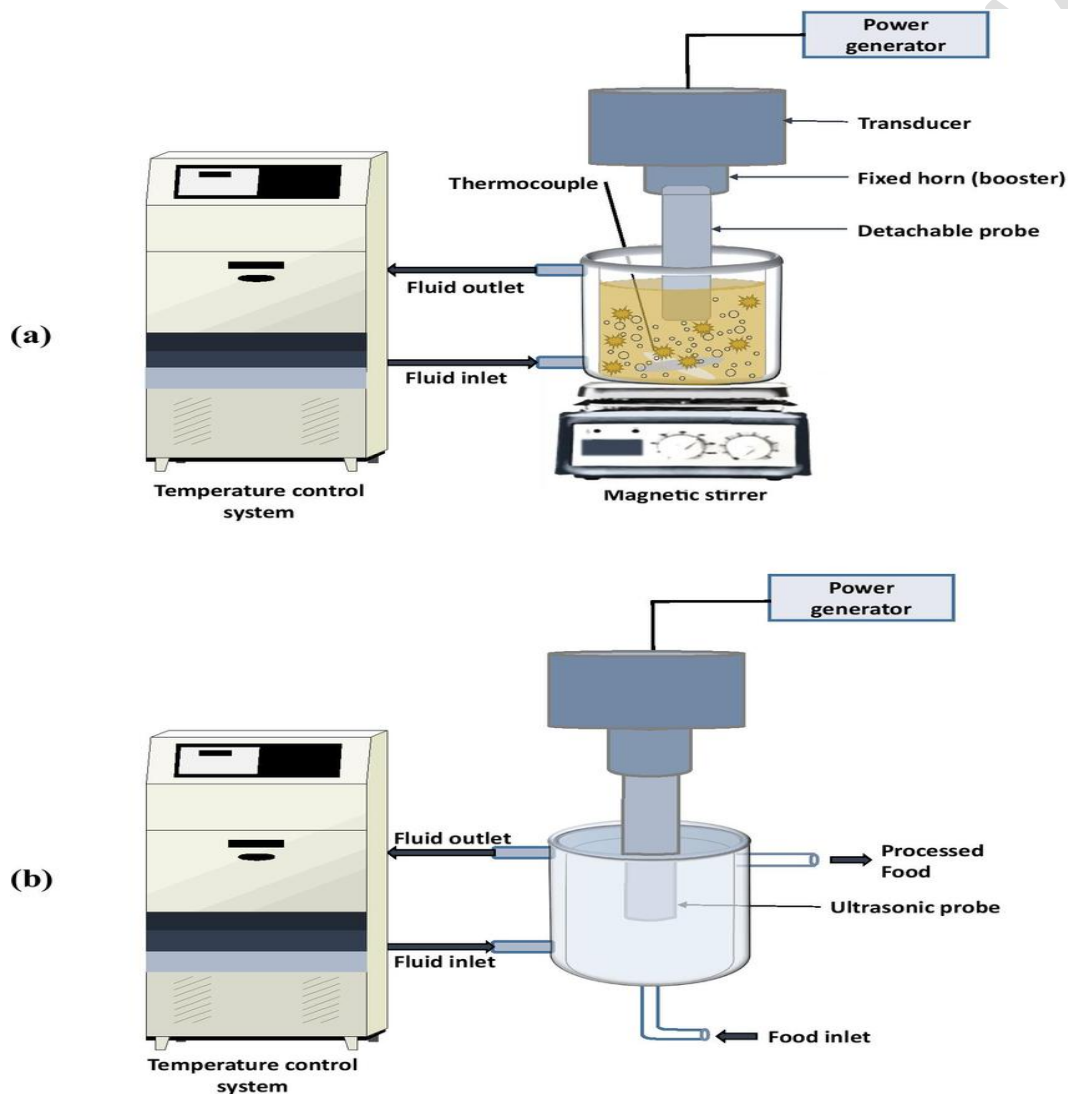 Power
generator
Transducer
Fixed horn (booster)
Thermocouple
Detachable probe
Fluid outlet
(a)
Fluid inlet
Temperature control
system
Magnetic stirrer
Power
generator
Fluid outlet
Processed
Food
(b)
Ultrasonic probe
Fluid inlet
Food inlet
Temperature control
system